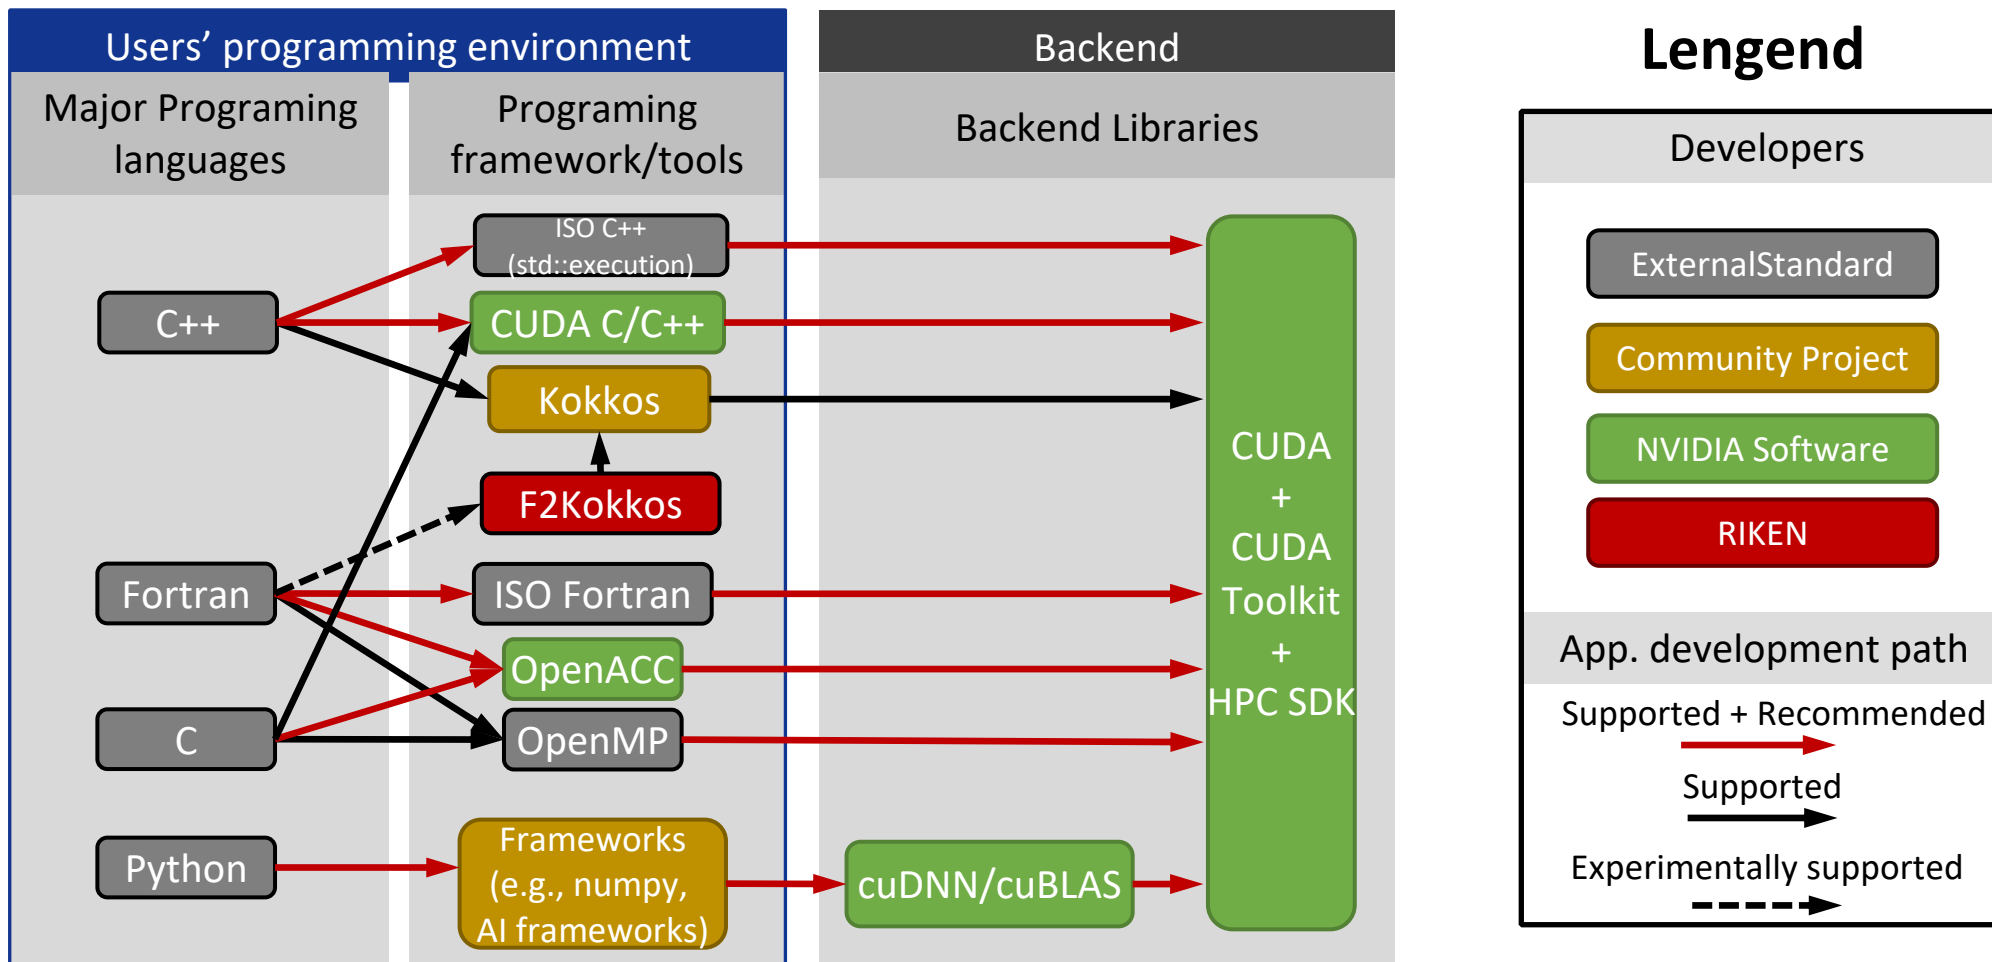 Users’ programming environment
Major Programing
languages
Programing
framework/tools
C++
Fortran
C
Python
ISO C++
(std::execution)
CUDA C/C++
Kokkos
F2Kokkos
ISO Fortran
OpenACC
OpenMP
Frameworks
(e.g., numpy,
AI frameworks)
Backend
Backend Libraries
cuDNN/cuBLAS
CUDA
+
CUDA
Toolkit
+
HPC SDK
Lengend
Developers
ExternalStandard
Community Project
NVIDIA Software
RIKEN
App. development path
Supported + Recommended
Supported
Experimentally supported